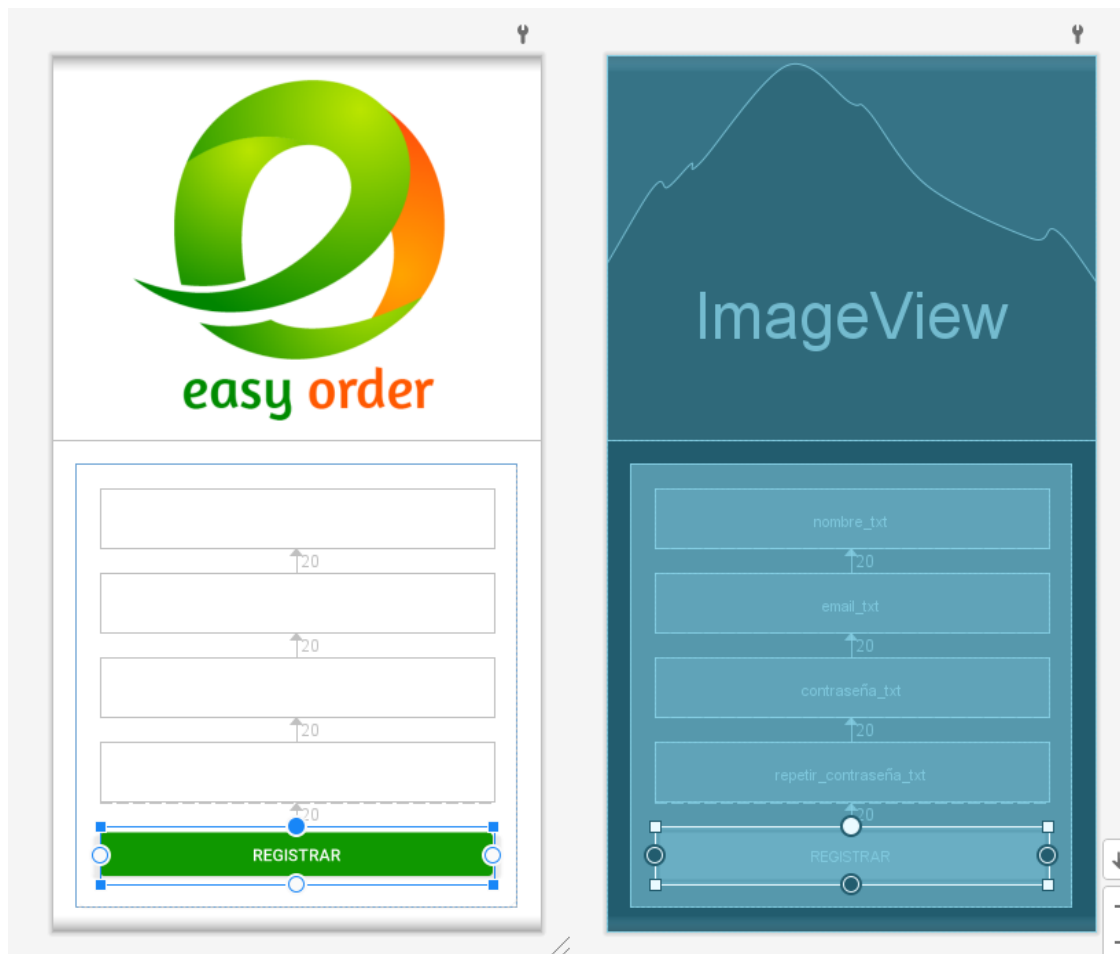 easy order
20
20
20
20
REGISTRAR
ImageView
nombre_txt
20
email_txt
20
contraseña_txt
20
repetir_contraseña_txt
20
REGISTRAR